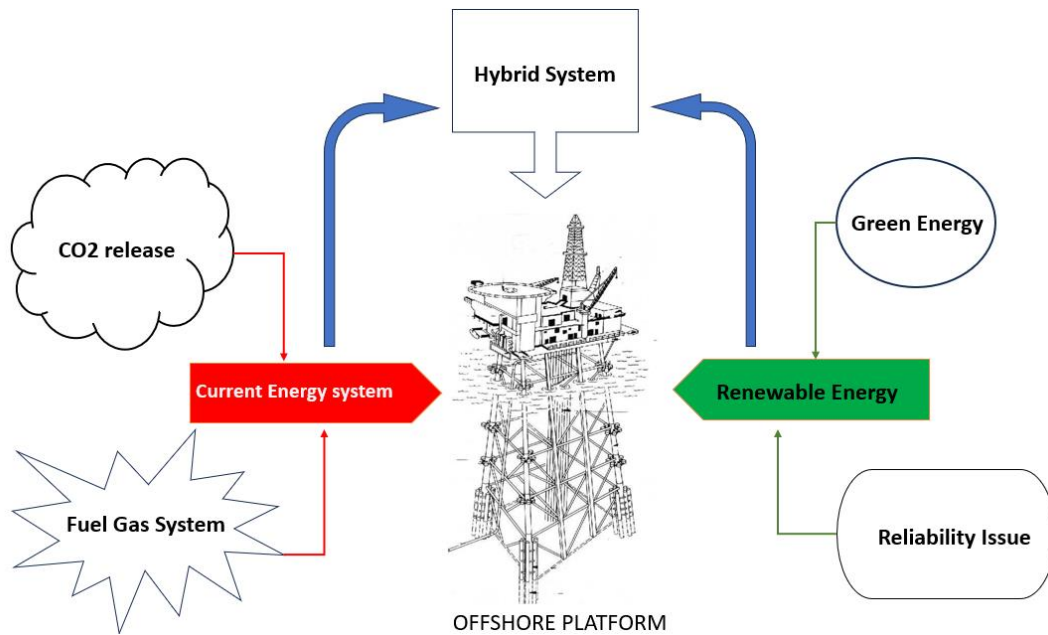 Hybrid System
CO2 release
Green Energy
Current Energy system
Renewable Energy
Fuel Gas System
Reliability Issue
OFFSHORE PLATFORM